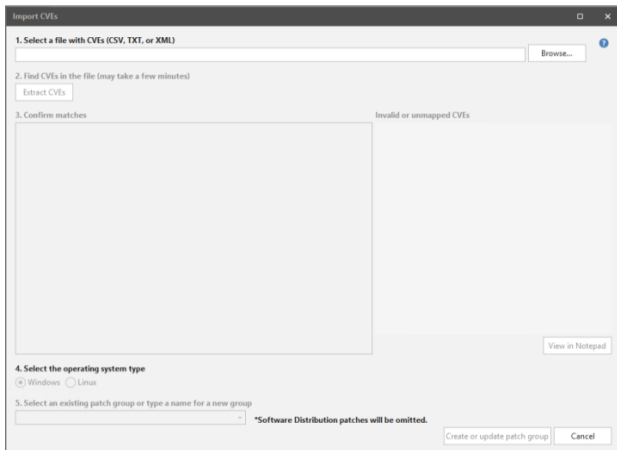 Import CVEs
1. Select a file with CVEs (CSV, TXT, or XML)
Browse...
?
2. Find CVEs in the file (may take a few minutes)
Extract CVEs
3. Confirm matches
Invalid or unmapped CVEs
View in Notepad
4. Select the operating system type
Windows Linux
5. Select an existing patch group or type a name for a new group
*Software Distribution patches will be omitted.
Create or update patch group Cancel